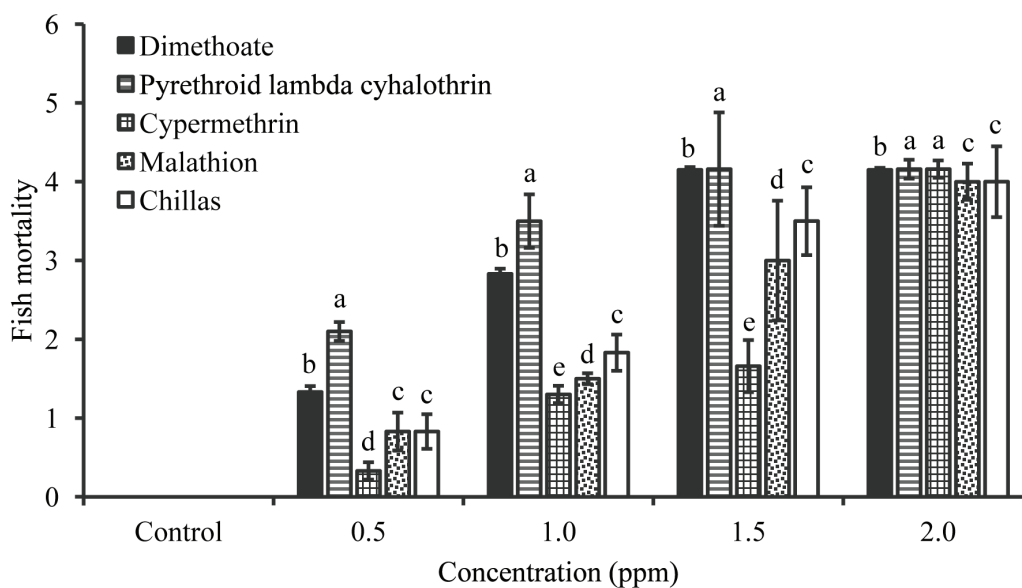 6
5
4
3
2
1
0
Fish mortality
Dimethoate
Pyrethroid lambda cyhalothrin
Cypermethrin
Malathion
Chillas
b a d c c
b a e d c
b a e d c
b a a c c
Control 0.5 1.0 1.5 2.0
Concentration (ppm)